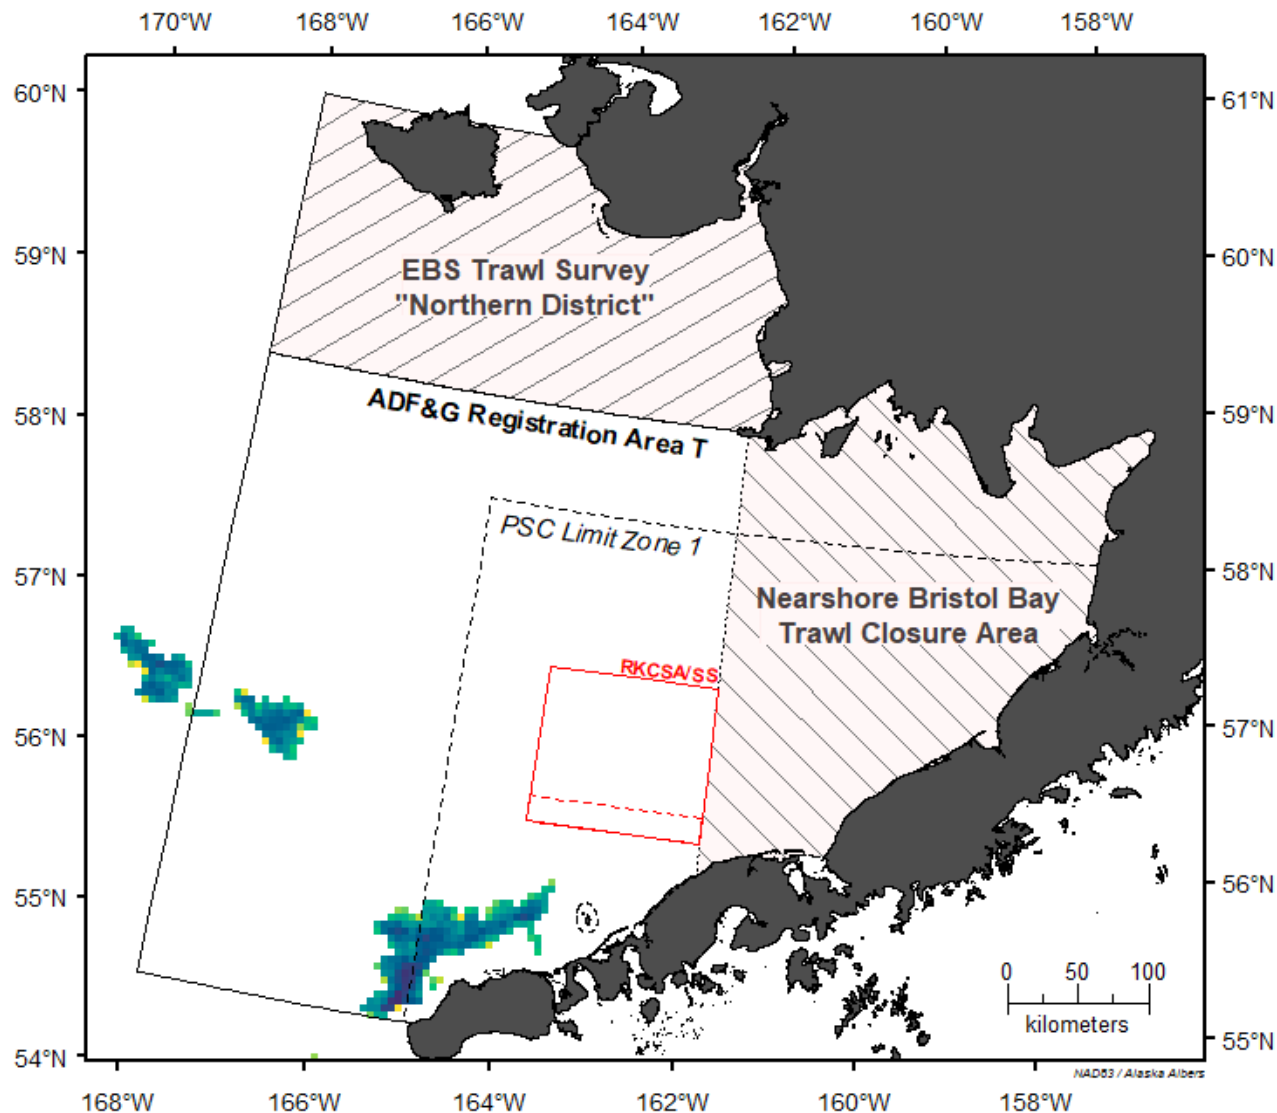 170°W 168°W 166°W 164°W 162°W 160°W 158°W
60°N
61°N
59°N
60°N
EBS Trawl Survey
"Northern District"
58°N
59°N
ADF&G Registration Area T
PSC Limit Zone 1
57°N
58°N
Nearshore Bristol Bay
Trawl Closure Area
RKCSA/SS
56°N
57°N
55°N
56°N
0 50 100
kilometers
54°N
55°N
NAD83 / Alaska Albers
168°W 166°W 164°W 162°W 160°W 158°W